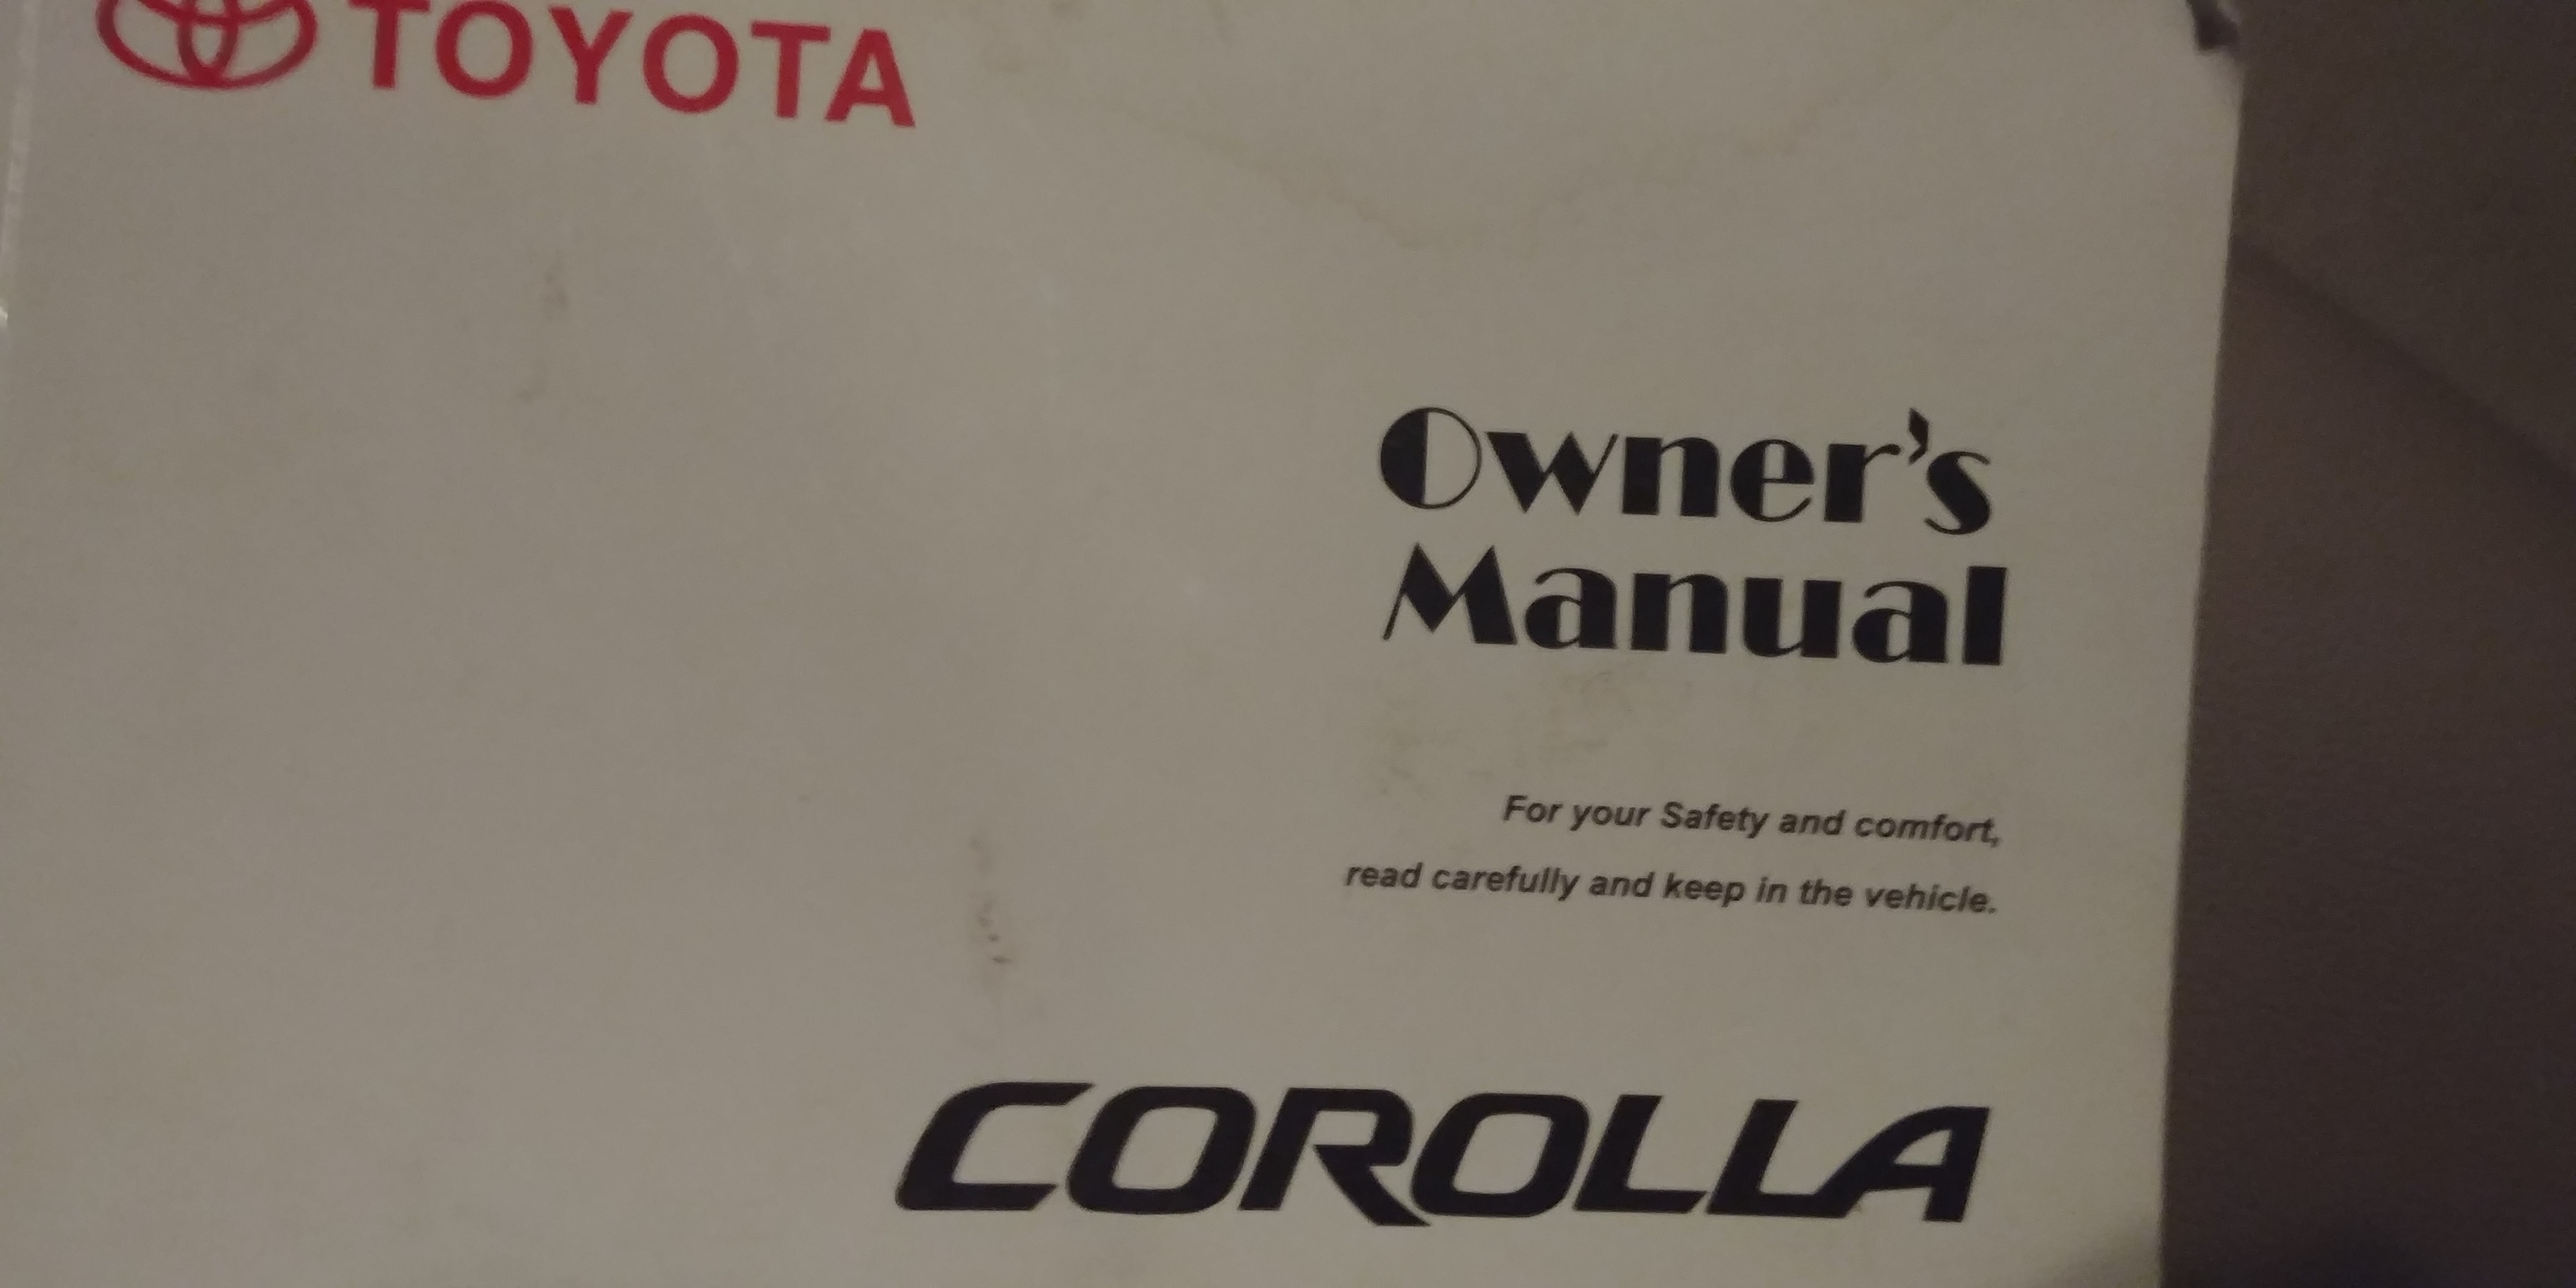 TOYOTA
Owner's
Manual
For your Safety and comfort,
read carefully and keep in the vehicle.
COROLLA